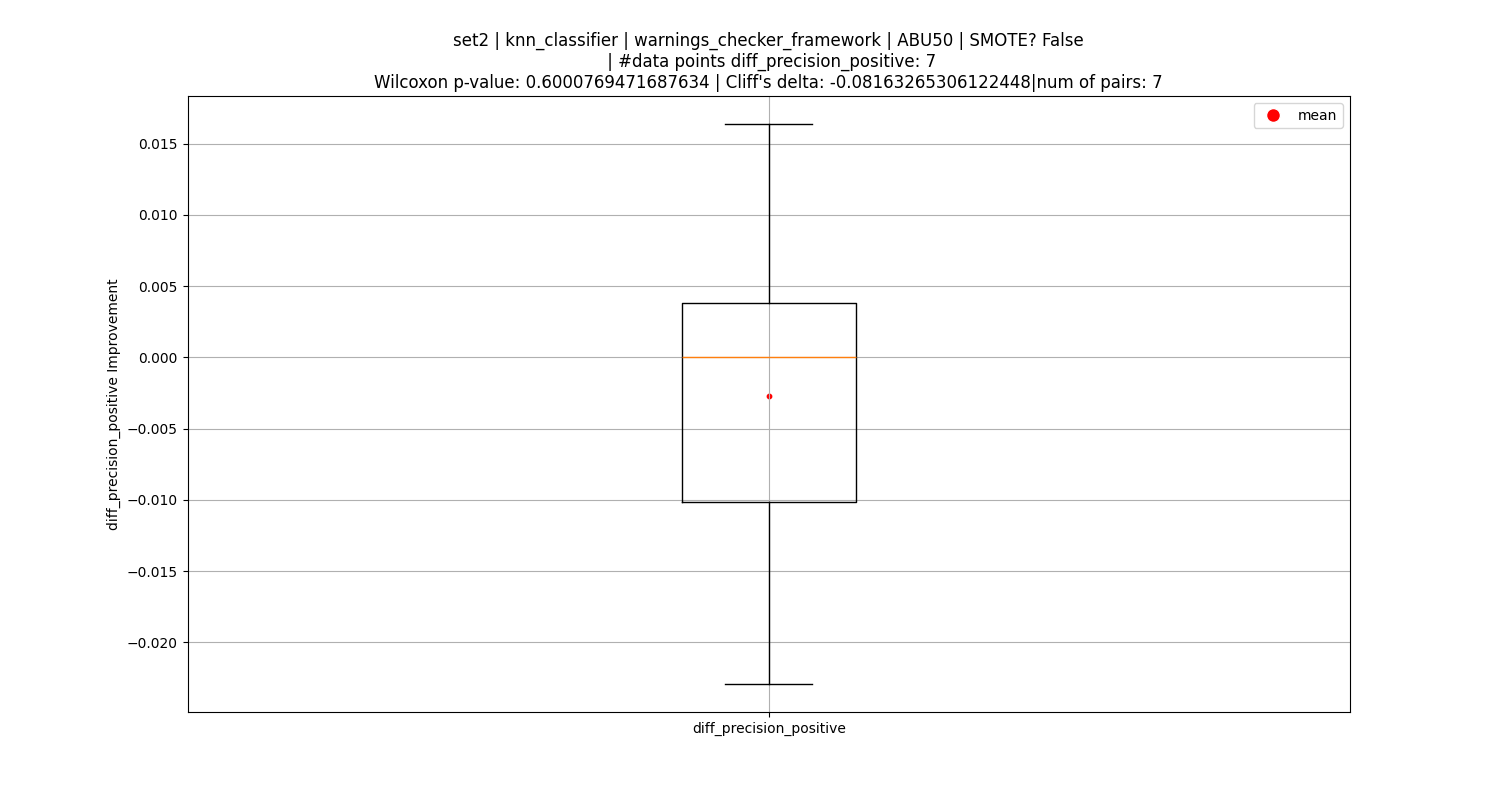 set2 | knn_classifier | warnings_checker_framework | ABU50 | SMOTE? False
| #data points diff_precision_positive: 7
Wilcoxon p-value: 0.6000769471687634 | Cliff's delta: -0.08163265306122448|num of pairs: 7
mean
0.015
0.010
0.005
0.000
−0.005
−0.010
−0.015
−0.020
diff_precision_positive Improvement
diff_precision_positive